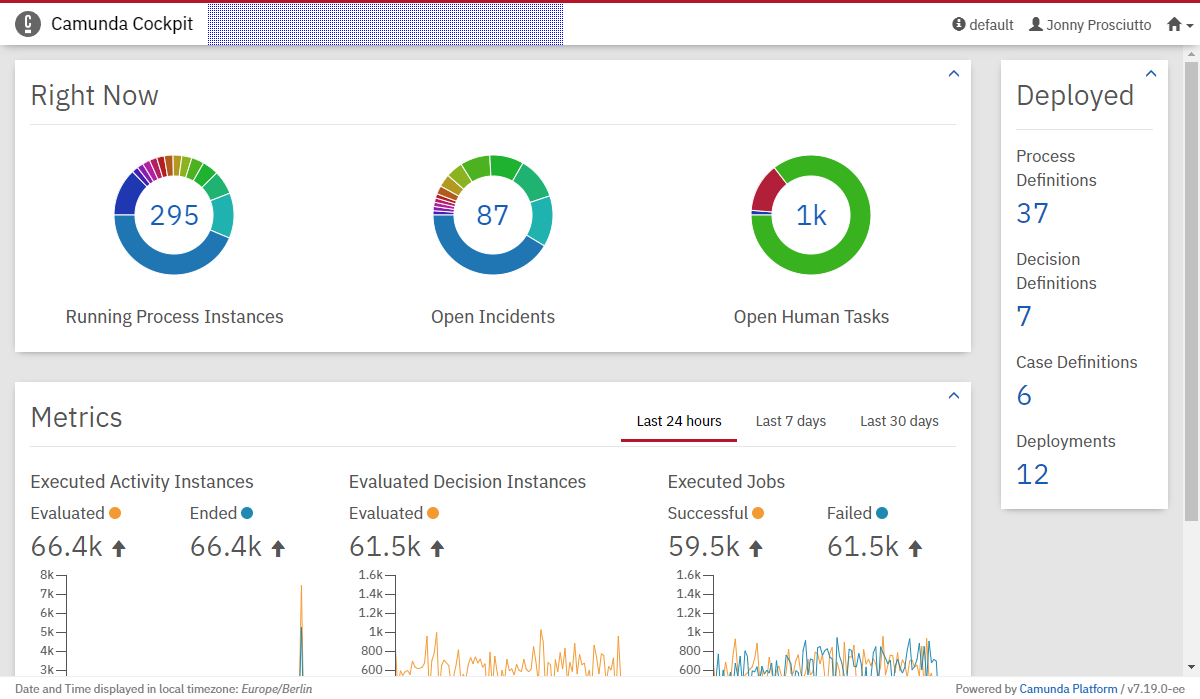 Camunda Cockpit
default
Jonny Prosciutto
Right Now
295
87
1k
Running Process Instances
Open Incidents
Open Human Tasks
Deployed
Process
Definitions
37
Decision
Definitions
7
Case Definitions
6
Deployments
12
Metrics
Last 24 hours
Last 7 days
Last 30 days
Executed Activity Instances
Evaluated
Ended
66.4k
66.4k
8k
7k
6k
5k
4k
3k
Evaluated Decision Instances
Evaluated
61.5k
1.6k
1.4k
1.2k
1k
800
600
Executed Jobs
Successful
Failed
59.5k
61.5k
1.6k
1.4k
1.2k
1k
800
600
Date and Time displayed in local timezone: Europe/Berlin
Powered by Camunda Platform / v7.19.0-ee